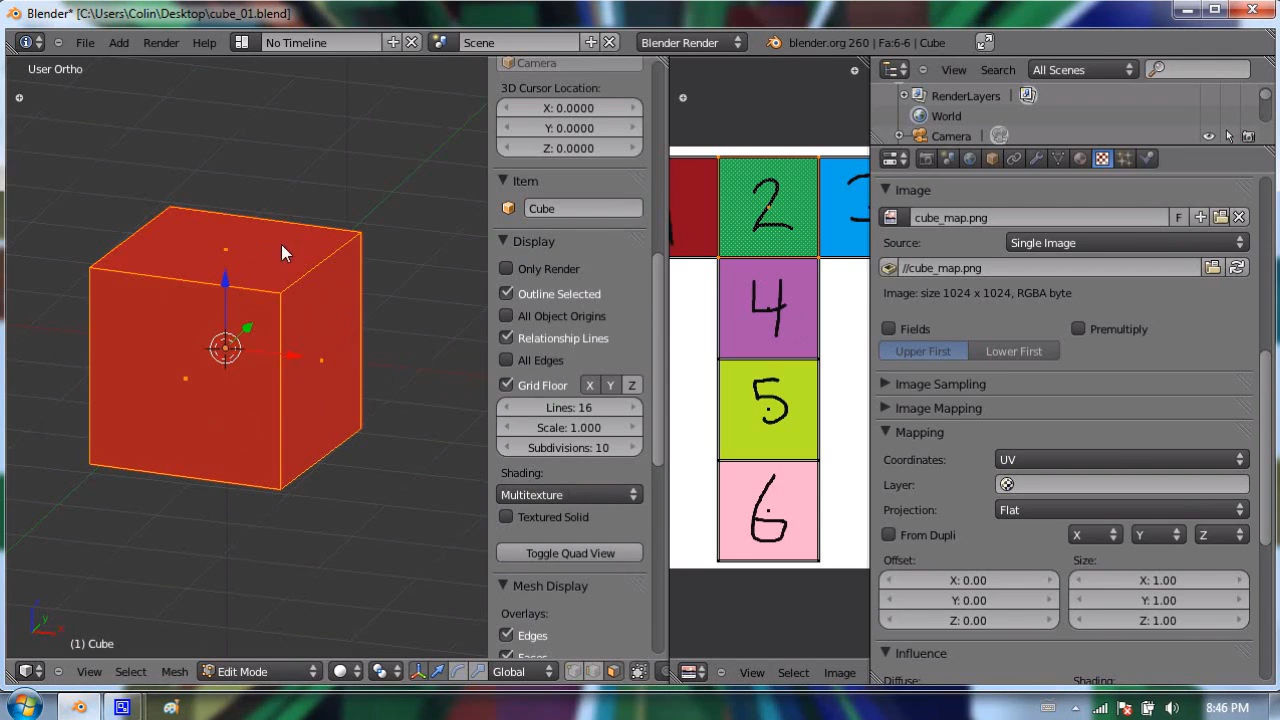 Blender* [C:\Users\Colin\Desktop\cube_01.blend]
File Add Render Help No Timeline Scene Blender Render blender.org 260 | Fa:6-6 | Cube
User Ortho
Camera
3D Cursor Location:
X: 0.0000
Y: 0.0000
Z: 0.0000
Item
Cube
Display
Only Render
Outline Selected
All Object Origins
Relationship Lines
All Edges
Grid Floor X Y Z
Lines: 16
Scale: 1.000
Subdivisions: 10
Shading:
Multitexture
Textured Solid
Toggle Quad View
Mesh Display
Overlays:
Edges
z
y
x
(1) Cube
View Select Mesh Edit Mode Global
2
3
4
5
6
View Select Image
View Search All Scenes
RenderLayers
World
Camera
Image
cube_map.png F
Source: Single Image
//cube_map.png
Image: size 1024 x 1024, RGBA byte
Fields Premultiply
Upper First Lower First
Image Sampling
Image Mapping
Mapping
Coordinates: UV
Layer:
Projection: Flat
From Dupli X Y Z
Offset: Size:
X: 0.00 X: 1.00
Y: 0.00 Y: 1.00
Z: 0.00 Z: 1.00
Influence
Diffuse: Shading:
8:46 PM